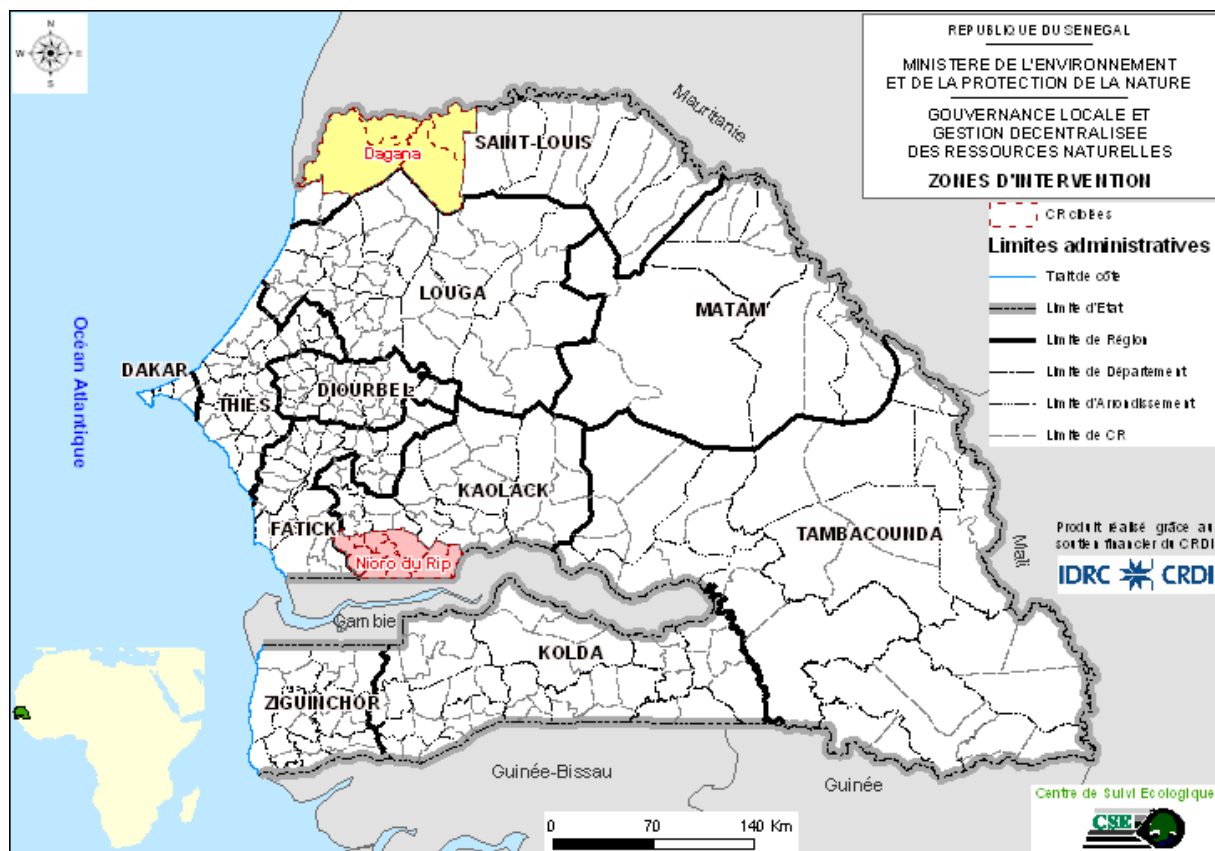 N
W
E
S
REPUBLIQUE DU SENEGAL
MINISTERE DE L'ENVIRONNEMENT
ET DE LA PROTECTION DE LA NATURE
GOUVERNANCE LOCALE ET
GESTION DECENTRALISEE
DES RESSOURCES NATURELLES
ZONES D'INTERVENTION
CR ciblées
Limites administratives
Trait de côte
Limite d'Etat
Limite de Région
Limite de Département
Limite d'Arrondissement
Limite de CR
Mauritanie
Dagana
SAINT-LOUIS
LOUGA
MATAM
Océan Atlantique
DAKAR
THIES
DIOURBEL
KAOLACK
FATICK
TAMBACOUNDA
Nioro du Rip
Mali
Produit réalisé grâce au
soutien financier du CRDI
IDRC CRDI
Gambie
KOLDA
ZIGUINCHOR
Guinée-Bissau
Guinée
Centre de Suivi Ecologique
CSE
0 70 140 Km